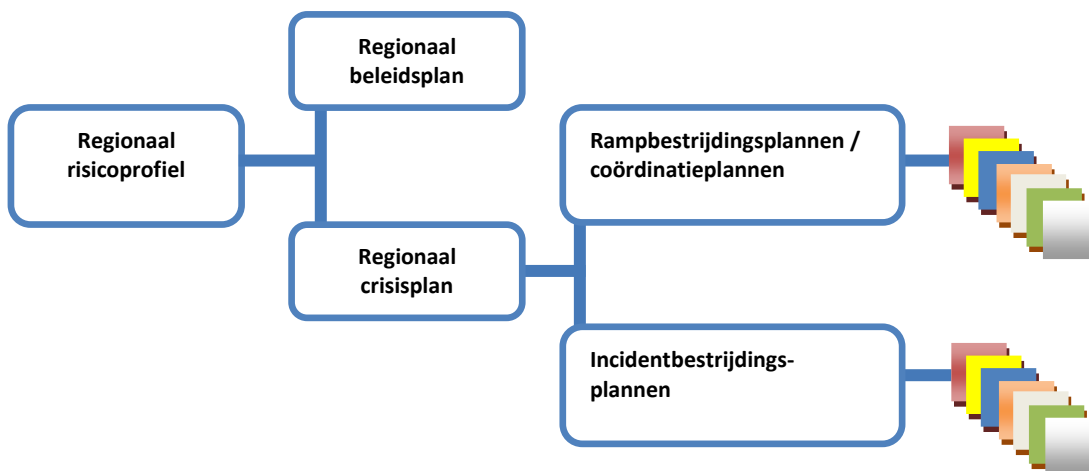 Regionaal
beleidsplan
Regionaal
risicoprofiel
Rampbestrijdingsplannen /
coördinatieplannen
Regionaal
crisisplan
Incidentbestrijdings-
plannen